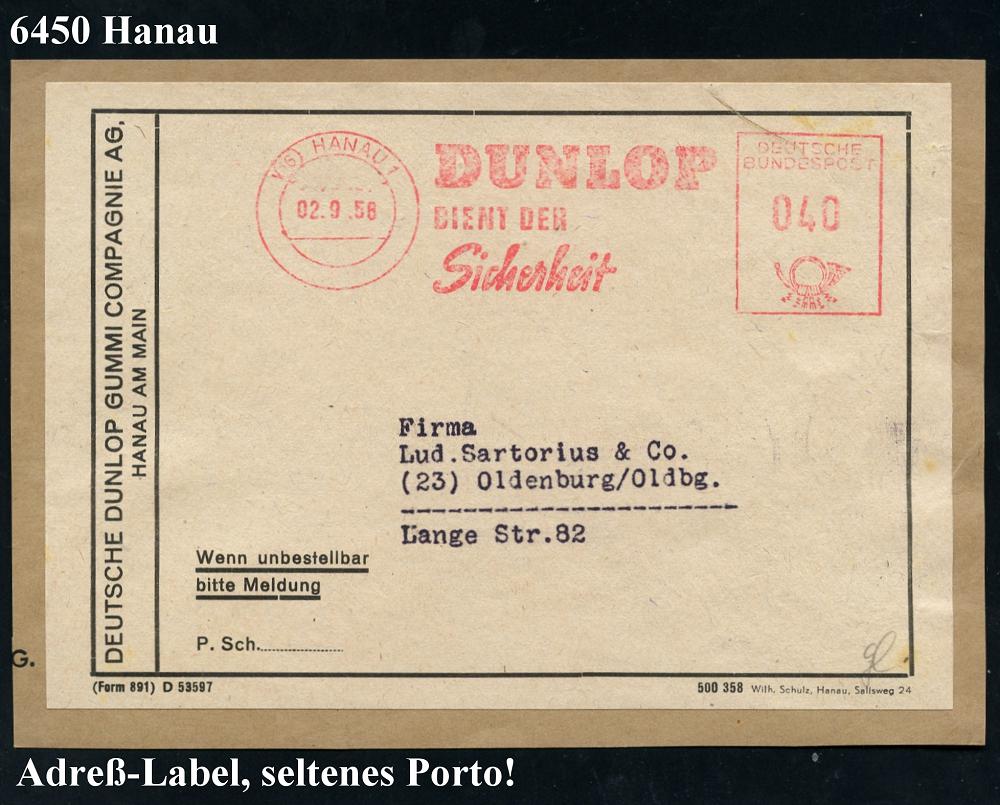 6450 Hanau
DEUTSCHE DUNLOP GUMMI COMPAGNIE AG,
HANAU AM MAIN
(16) HANAU 1
02.9.58
DUNLOP
DIENT DER
Sicherheit
DEUTSCHE
BUNDESPOST
040
Firma
Lud.Sartorius & Co.
(23) Oldenburg/Oldbg.
Lange Str.82
Wenn unbestellbar
bitte Meldung
P. Sch.
G.
(Form 891) D 53597
500 358 Wilh. Schulz, Hanau, Sallsweg 24
Adreß-Label, seltenes Porto!